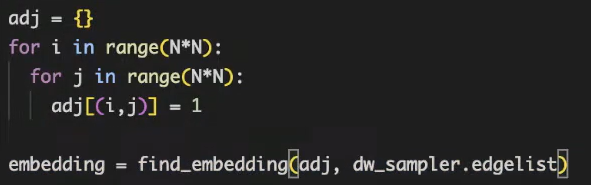 adj = {}
for i in range(N*N):
for j in range(N*N):
adj[(i,j)] = 1
embedding = find_embedding(adj, dw_sampler.edgelist)